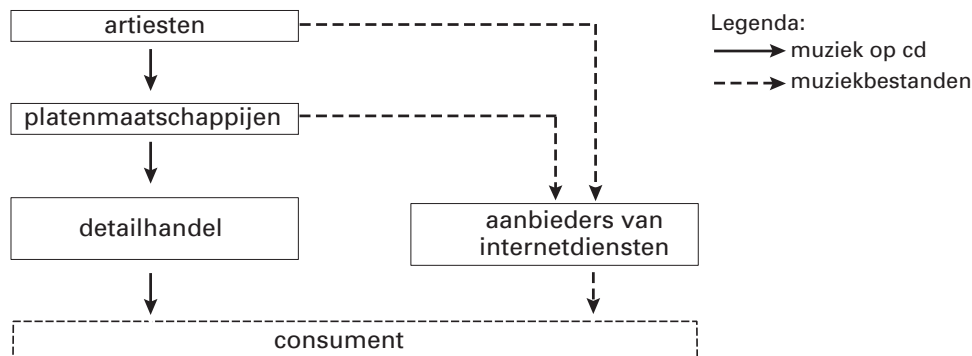 artiesten
Legenda:
muziek op cd
muziekbestanden
platenmaatschappijen
detailhandel
aanbieders van
internetdiensten
consument